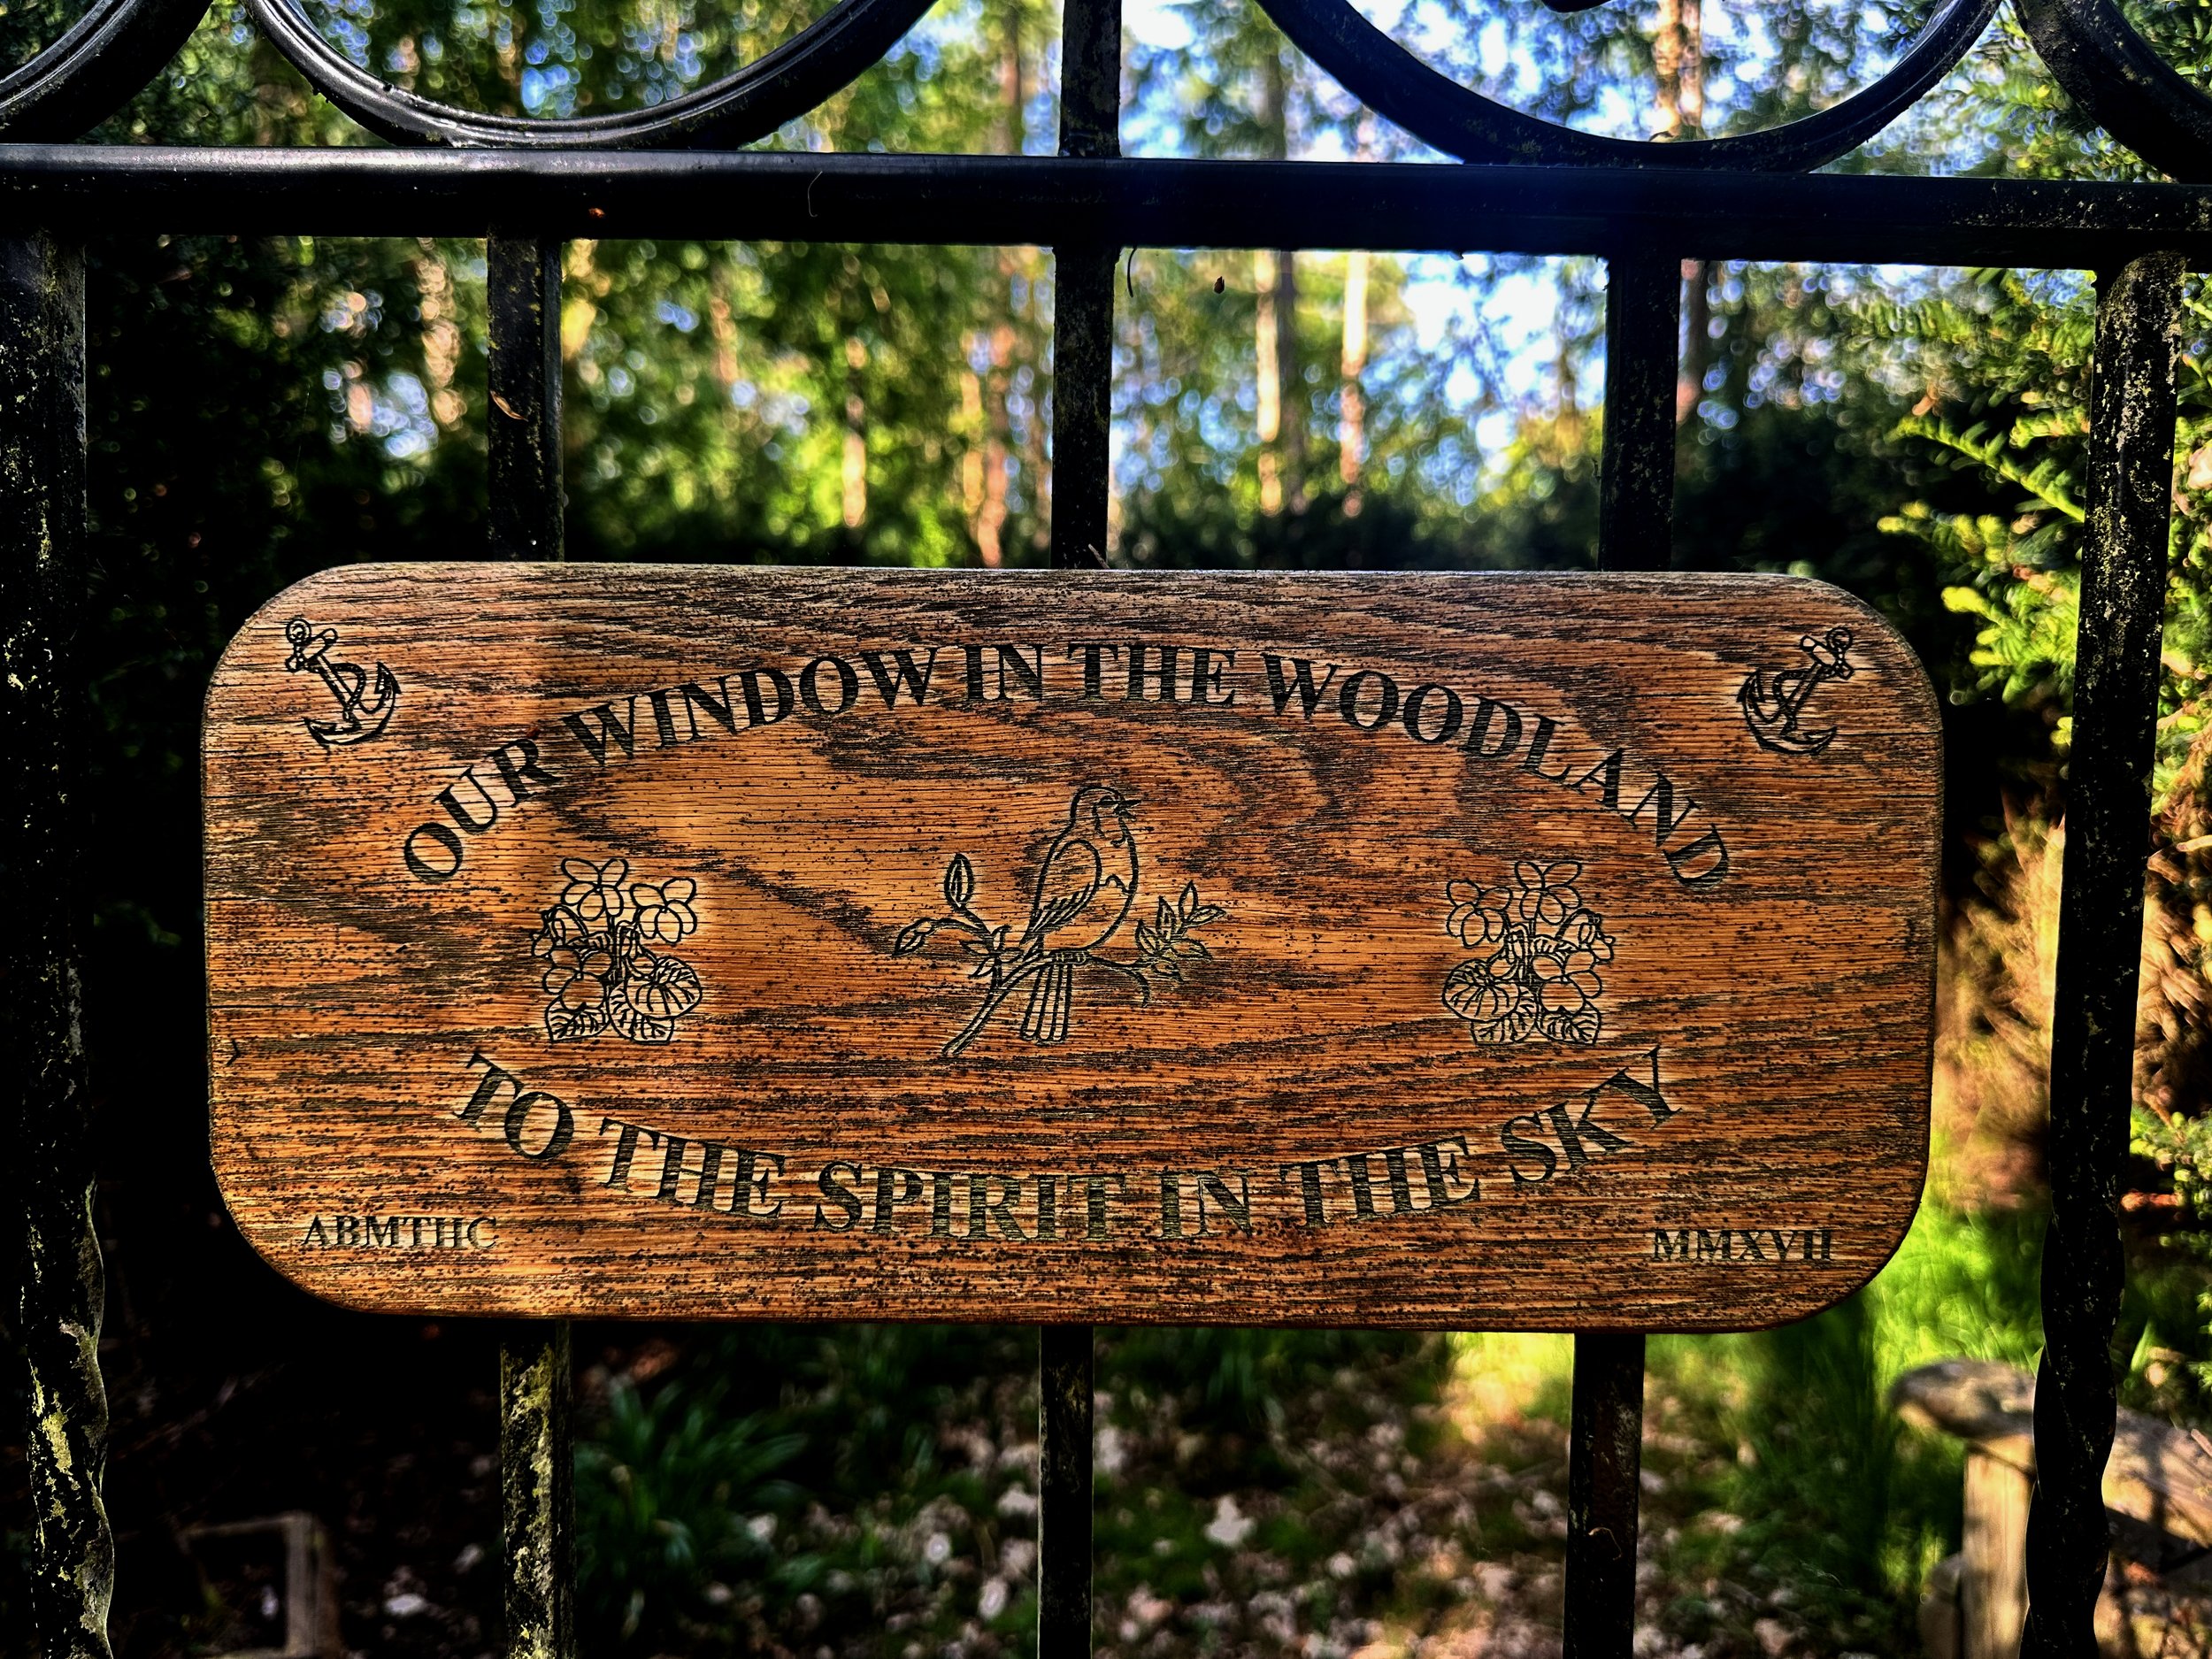 OUR WINDOW IN THE WOODLAND
TO THE SPIRIT IN THE SKY
ABMTHC
MMXVII